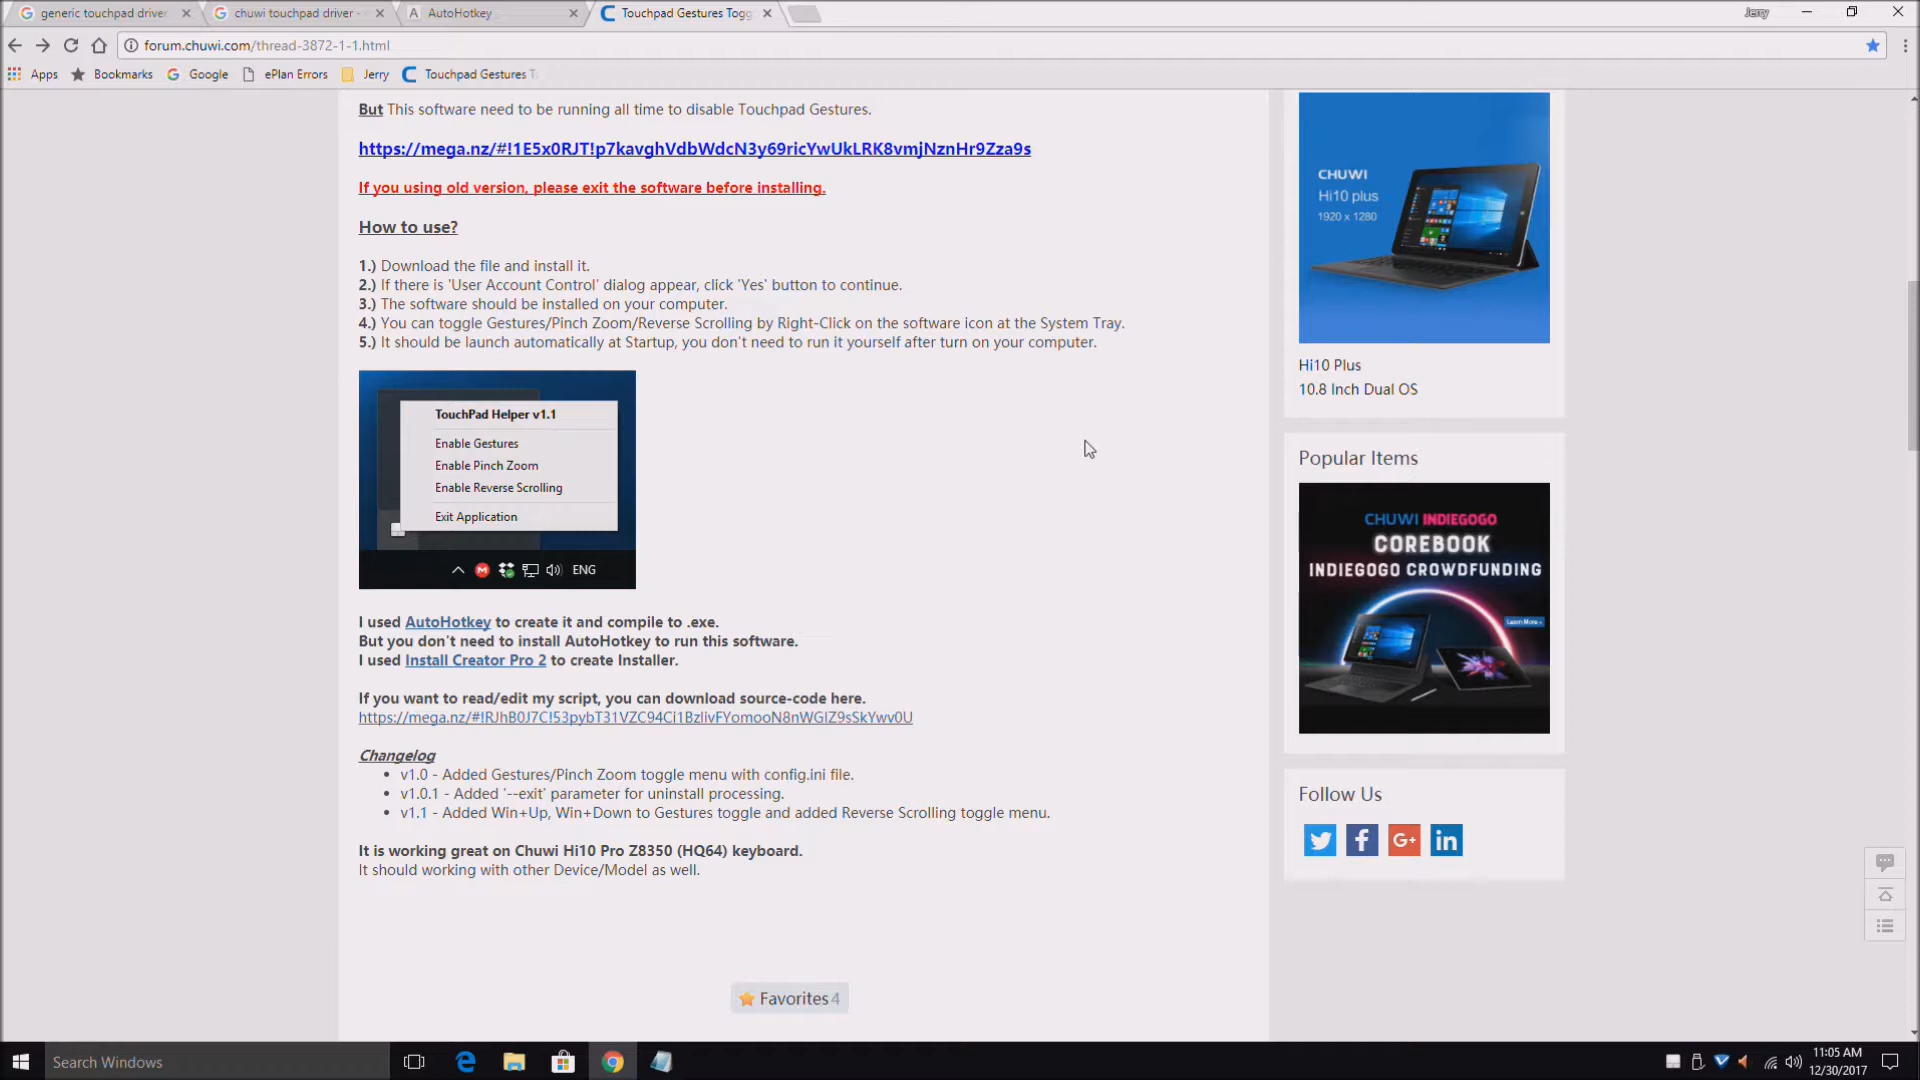 generic touchpad driver
chuwi touchpad driver -
AutoHotkey
Touchpad Gestures Togg
Jerry
forum.chuwi.com/thread-3872-1-1.html
Apps Bookmarks Google ePlan Errors Jerry Touchpad Gestures T
But This software need to be running all time to disable Touchpad Gestures.
https://mega.nz/#!1E5x0RJT!p7kavghVdbWdcN3y69ricYwUkLRK8vmjNznHr9Zza9s
If you using old version, please exit the software before installing.
How to use?
1.) Download the file and install it.
2.) If there is 'User Account Control' dialog appear, click 'Yes' button to continue.
3.) The software should be installed on your computer.
4.) You can toggle Gestures/Pinch Zoom/Reverse Scrolling by Right-Click on the software icon at the System Tray.
5.) It should be launch automatically at Startup, you don't need to run it yourself after turn on your computer.
TouchPad Helper v1.1
Enable Gestures
Enable Pinch Zoom
Enable Reverse Scrolling
Exit Application
ENG
I used AutoHotkey to create it and compile to .exe.
But you don't need to install AutoHotkey to run this software.
I used Install Creator Pro 2 to create Installer.
If you want to read/edit my script, you can download source-code here.
https://mega.nz/#!RJhB0J7C!53pybT31VZC94Ci1BzlivFYomooN8nWGIZ9sSkYwv0U
Changelog
• v1.0 - Added Gestures/Pinch Zoom toggle menu with config.ini file.
• v1.0.1 - Added '--exit' parameter for uninstall processing.
• v1.1 - Added Win+Up, Win+Down to Gestures toggle and added Reverse Scrolling toggle menu.
It is working great on Chuwi Hi10 Pro Z8350 (HQ64) keyboard.
It should working with other Device/Model as well.
Favorites 4
CHUWI
Hi10 plus
1920 x 1280
Hi10 Plus
10.8 Inch Dual OS
Popular Items
CHUWI INDIEGOGO
COREBOOK
INDIEGOGO CROWDFUNDING
Learn More
Follow Us
Search Windows
11:05 AM
12/30/2017